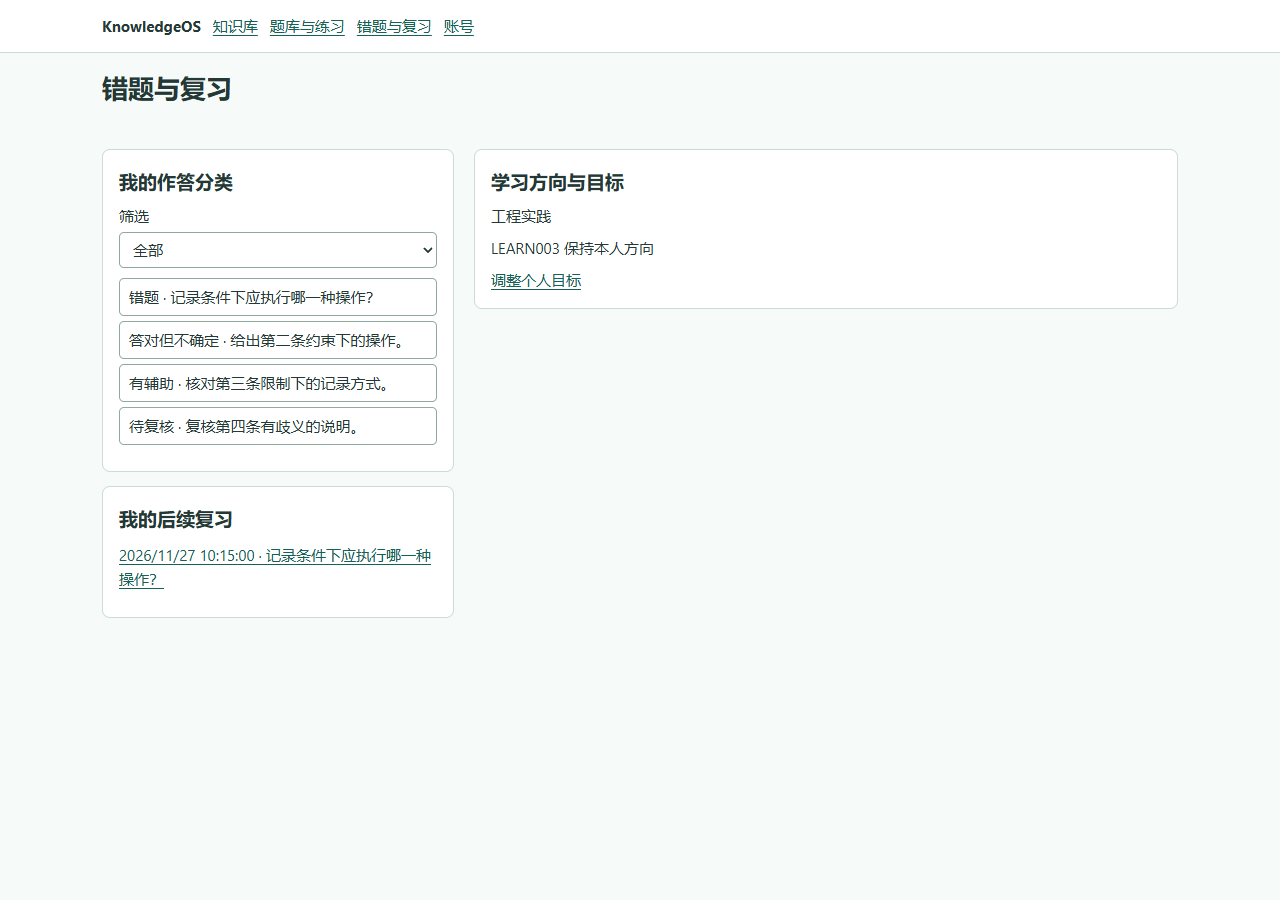 KnowledgeOS 知识库 题库与练习 错题与复习 账号
错题与复习
我的作答分类
筛选
全部
错题 · 记录条件下应执行哪一种操作？
答对但不确定 · 给出第二条约束下的操作。
有辅助 · 核对第三条限制下的记录方式。
待复核 · 复核第四条有歧义的说明。
我的后续复习
2026/11/27 10:15:00 · 记录条件下应执行哪一种
操作？
学习方向与目标
工程实践
LEARN003 保持本人方向
调整个人目标